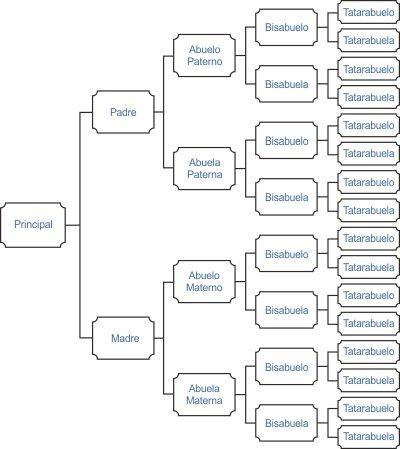 Principal
Padre
Madre
Abuelo
Paterno
Abuela
Paterna
Abuelo
Materno
Abuela
Materna
Bisabuelo
Bisabuela
Bisabuelo
Bisabuela
Bisabuelo
Bisabuela
Bisabuelo
Bisabuela
Tatarabuelo
Tatarabuela
Tatarabuelo
Tatarabuela
Tatarabuelo
Tatarabuela
Tatarabuelo
Tatarabuela
Tatarabuelo
Tatarabuela
Tatarabuelo
Tatarabuela
Tatarabuelo
Tatarabuela
Tatarabuelo
Tatarabuela